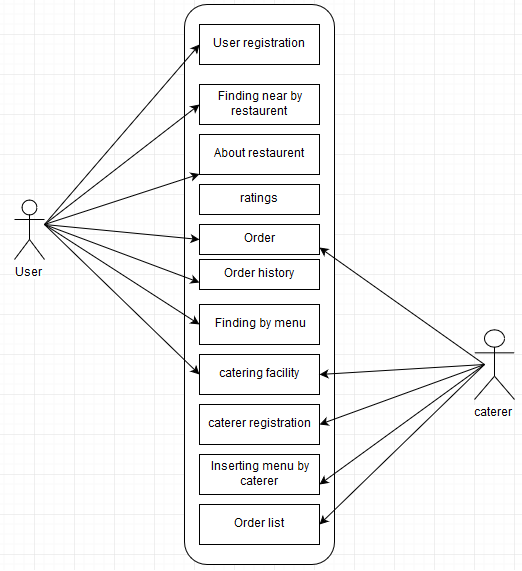 User registration
Finding near by
restaurent
About restaurent
ratings
Order
Order history
Finding by menu
catering facility
caterer registration
Inserting menu by
caterer
Order list
User
caterer